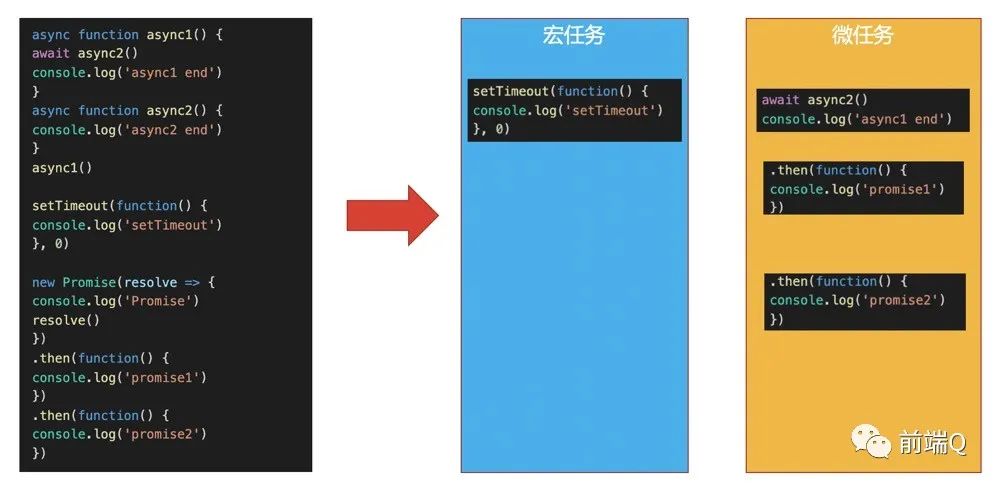 async function async1() {
await async2()
console.log('async1 end')
}
async function async2() {
console.log('async2 end')
}
async1()
setTimeout(function() {
console.log('setTimeout')
}, 0)
new Promise(resolve => {
console.log('Promise')
resolve()
})
.then(function() {
console.log('promise1')
})
.then(function() {
console.log('promise2')
})
宏任务
setTimeout(function() {
console.log('setTimeout')
}, 0)
微任务
await async2()
console.log('async1 end')
.then(function() {
console.log('promise1')
})
.then(function() {
console.log('promise2')
})
前端Q